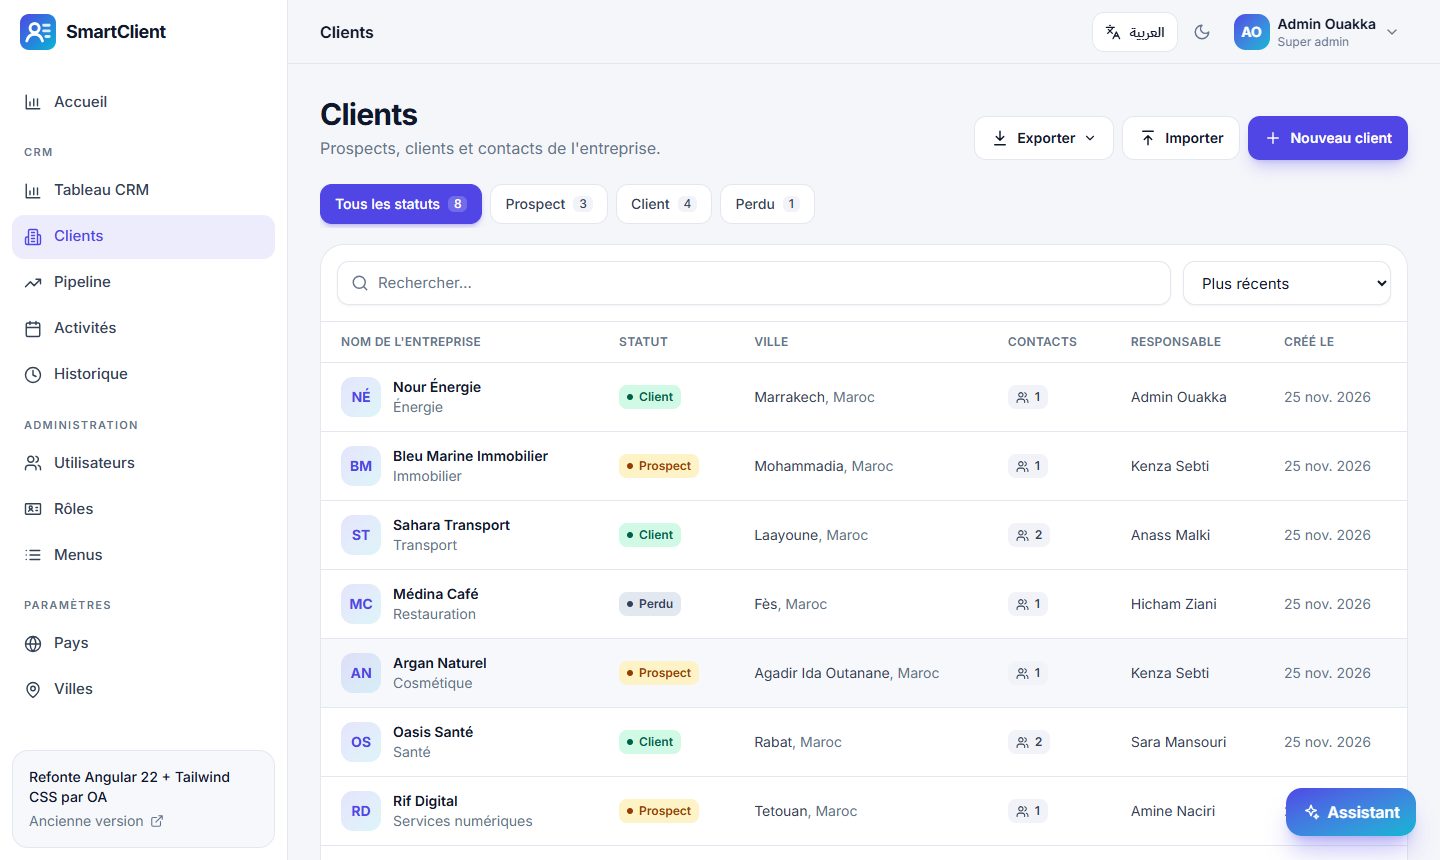 SmartClient
Clients
العربية
AO
Admin Ouakka
Super admin
Accueil
CRM
Tableau CRM
Clients
Pipeline
Activités
Historique
ADMINISTRATION
Utilisateurs
Rôles
Menus
PARAMÈTRES
Pays
Villes
Refonte Angular 22 + Tailwind
CSS par OA
Ancienne version
Clients
Prospects, clients et contacts de l'entreprise.
Exporter
Importer
Nouveau client
Tous les statuts 8
Prospect 3
Client 4
Perdu 1
Rechercher...
Plus récents
NOM DE L'ENTREPRISE STATUT VILLE CONTACTS RESPONSABLE CRÉÉ LE
NÉ Nour Énergie Client Marrakech, Maroc 1 Admin Ouakka 25 nov. 2026
Énergie
BM Bleu Marine Immobilier Prospect Mohammadia, Maroc 1 Kenza Sebti 25 nov. 2026
Immobilier
ST Sahara Transport Client Laayoune, Maroc 2 Anass Malki 25 nov. 2026
Transport
MC Médina Café Perdu Fès, Maroc 1 Hicham Ziani 25 nov. 2026
Restauration
AN Argan Naturel Prospect Agadir Ida Outanane, Maroc 1 Kenza Sebti 25 nov. 2026
Cosmétique
OS Oasis Santé Client Rabat, Maroc 2 Sara Mansouri 25 nov. 2026
Santé
RD Rif Digital Prospect Tetouan, Maroc 1 Amine Naciri
Services numériques
Assistant